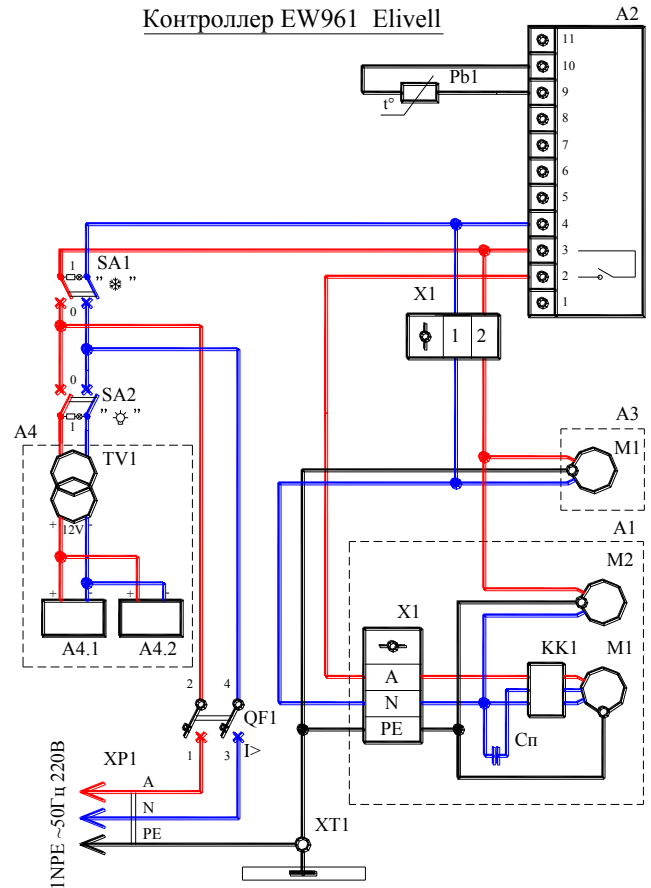 Контроллер EW961 Elivell
A2
11
10
9
8
7
6
5
4
3
2
1
Pb1
t°
SA1
1
" "
0
X1
1 2
0
SA2
1
" "
A4
TV1
+ 12V -
+ - + -
A4.1 A4.2
A3
M1
A1
M2
X1
A
N
PE
KK1
M1
Сп
2 4
QF1
1 3 I>
XP1
A
N
PE
1NPE ~50Гц 220В
XT1